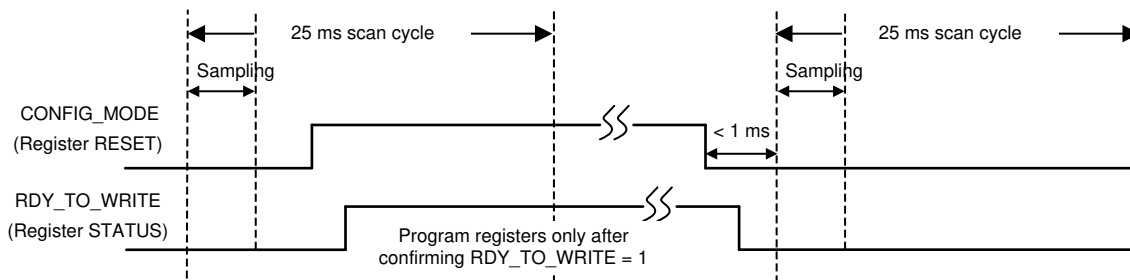 25 ms scan cycle
25 ms scan cycle
Sampling
Sampling
CONFIG_MODE
(Register RESET)
< 1 ms
RDY_TO_WRITE
(Register STATUS)
Program registers only after
confirming RDY_TO_WRITE = 1